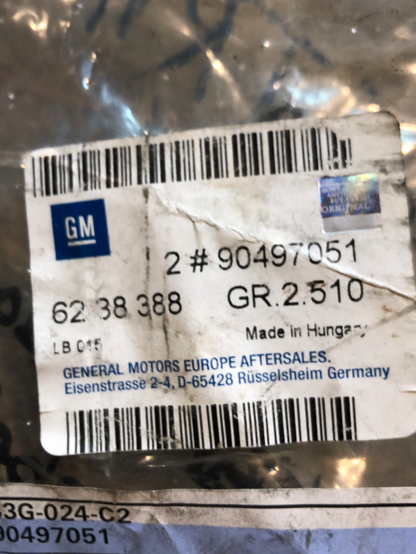 GM
ORIGINAL
2 # 90497051
62 38 388 GR.2.510
LB 015
Made in Hungary
GENERAL MOTORS EUROPE AFTERSALES.
Eisenstrasse 2-4, D-65428 Rüsselsheim Germany
3G-024-C2
90497051